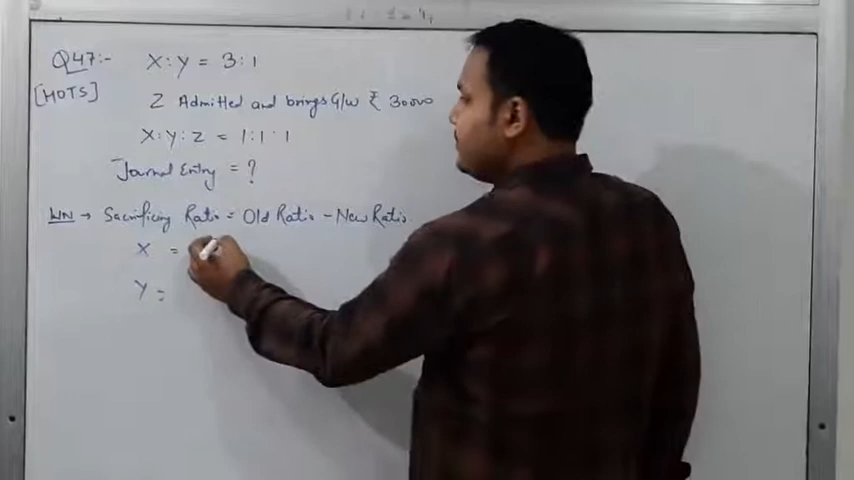 Q47:- X:Y = 3:1
[HOTS] Z Admitted and brings G/W ₹ 30000
X:Y:Z = 1:1:1
Journal Entry = ?
WN → Sacrificing Ratio = Old Ratio - New Ratio
X =
Y =